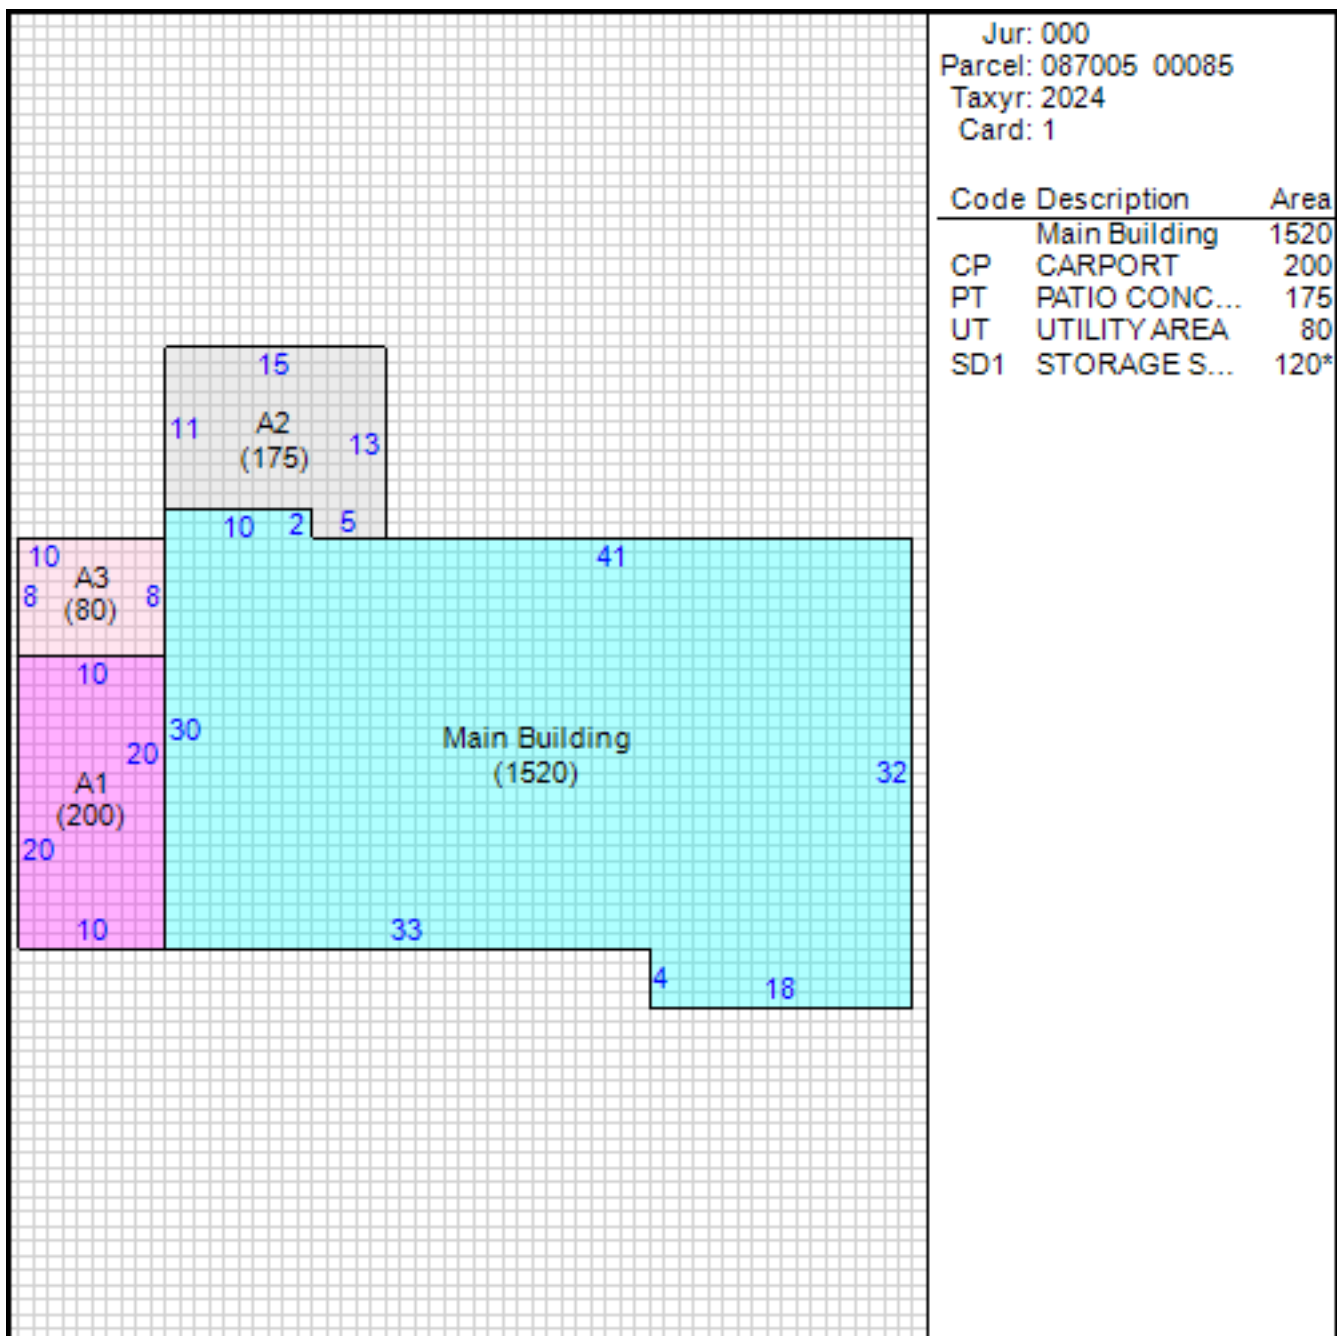 Jur: 000
Parcel: 087005 00085
Taxyr: 2024
Card: 1
Code Description Area
Main Building 1520
CP CARPORT 200
PT PATIO CONC... 175
UT UTILITY AREA 80
SD1 STORAGE S... 120*
15
11
A2
(175)
13
10
2
5
41
10
8
A3
(80)
8
10
30
20
A1
(200)
20
10
Main Building
(1520)
32
33
4
18